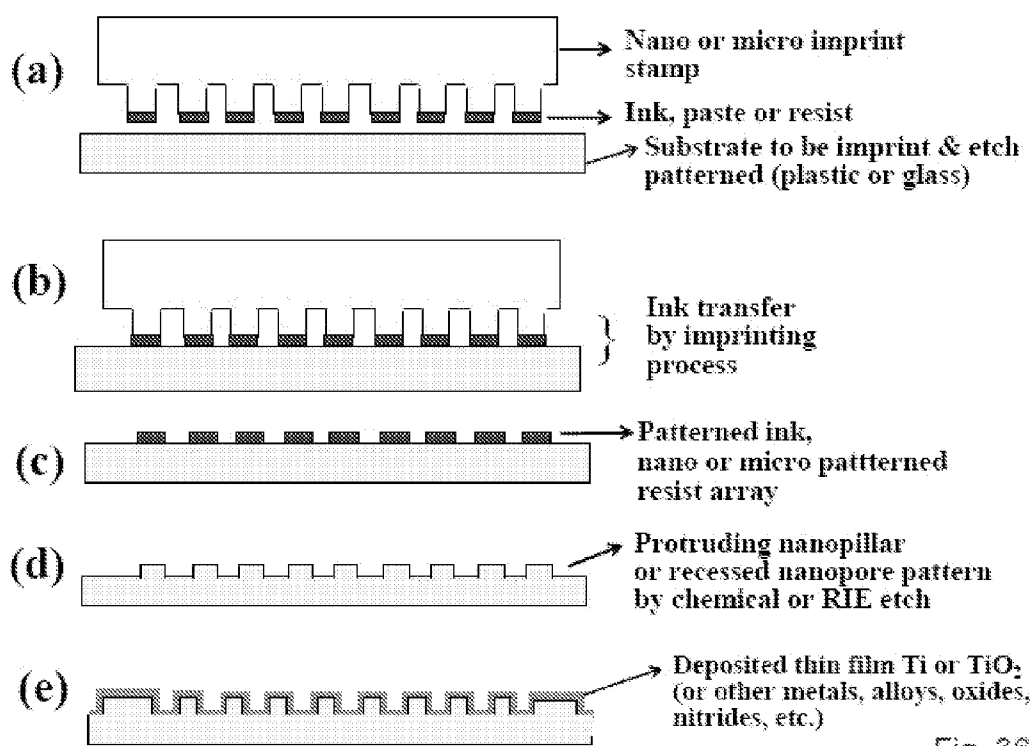 (a)
Nano or micro imprint
stamp
Ink, paste or resist
Substrate to be imprint & etch
patterned (plastic or glass)
(b)
Ink transfer
by imprinting
process
(c)
Patterned ink,
nano or micro pattterned
resist array
(d)
Protruding nanopillar
or recessed nanopore pattern
by chemical or RIE etch
(e)
Deposited thin film Ti or TiO₂
(or other metals, alloys, oxides,
nitrides, etc.)
Fig.